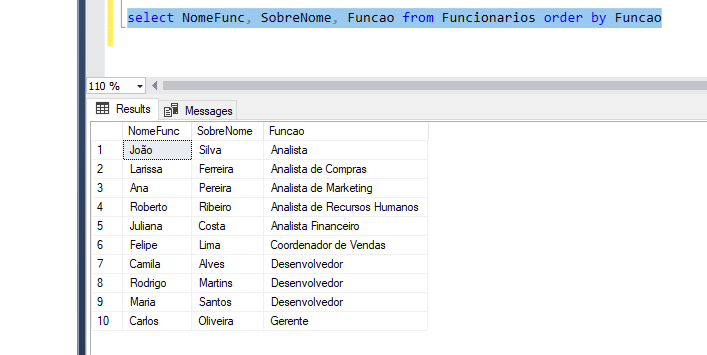 select NomeFunc, SobreNome, Funcao from Funcionarios order by Funcao
110 %
Results Messages
NomeFunc SobreNome Funcao
1 João Silva Analista
2 Larissa Ferreira Analista de Compras
3 Ana Pereira Analista de Marketing
4 Roberto Ribeiro Analista de Recursos Humanos
5 Juliana Costa Analista Financeiro
6 Felipe Lima Coordenador de Vendas
7 Camila Alves Desenvolvedor
8 Rodrigo Martins Desenvolvedor
9 Maria Santos Desenvolvedor
10 Carlos Oliveira Gerente